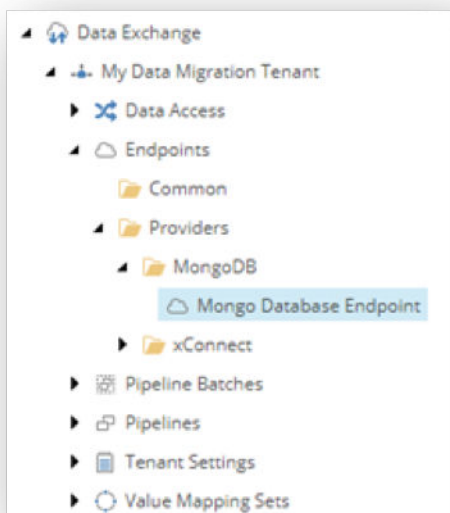 Data Exchange
My Data Migration Tenant
Data Access
Endpoints
Common
Providers
MongoDB
Mongo Database Endpoint
xConnect
Pipeline Batches
Pipelines
Tenant Settings
Value Mapping Sets